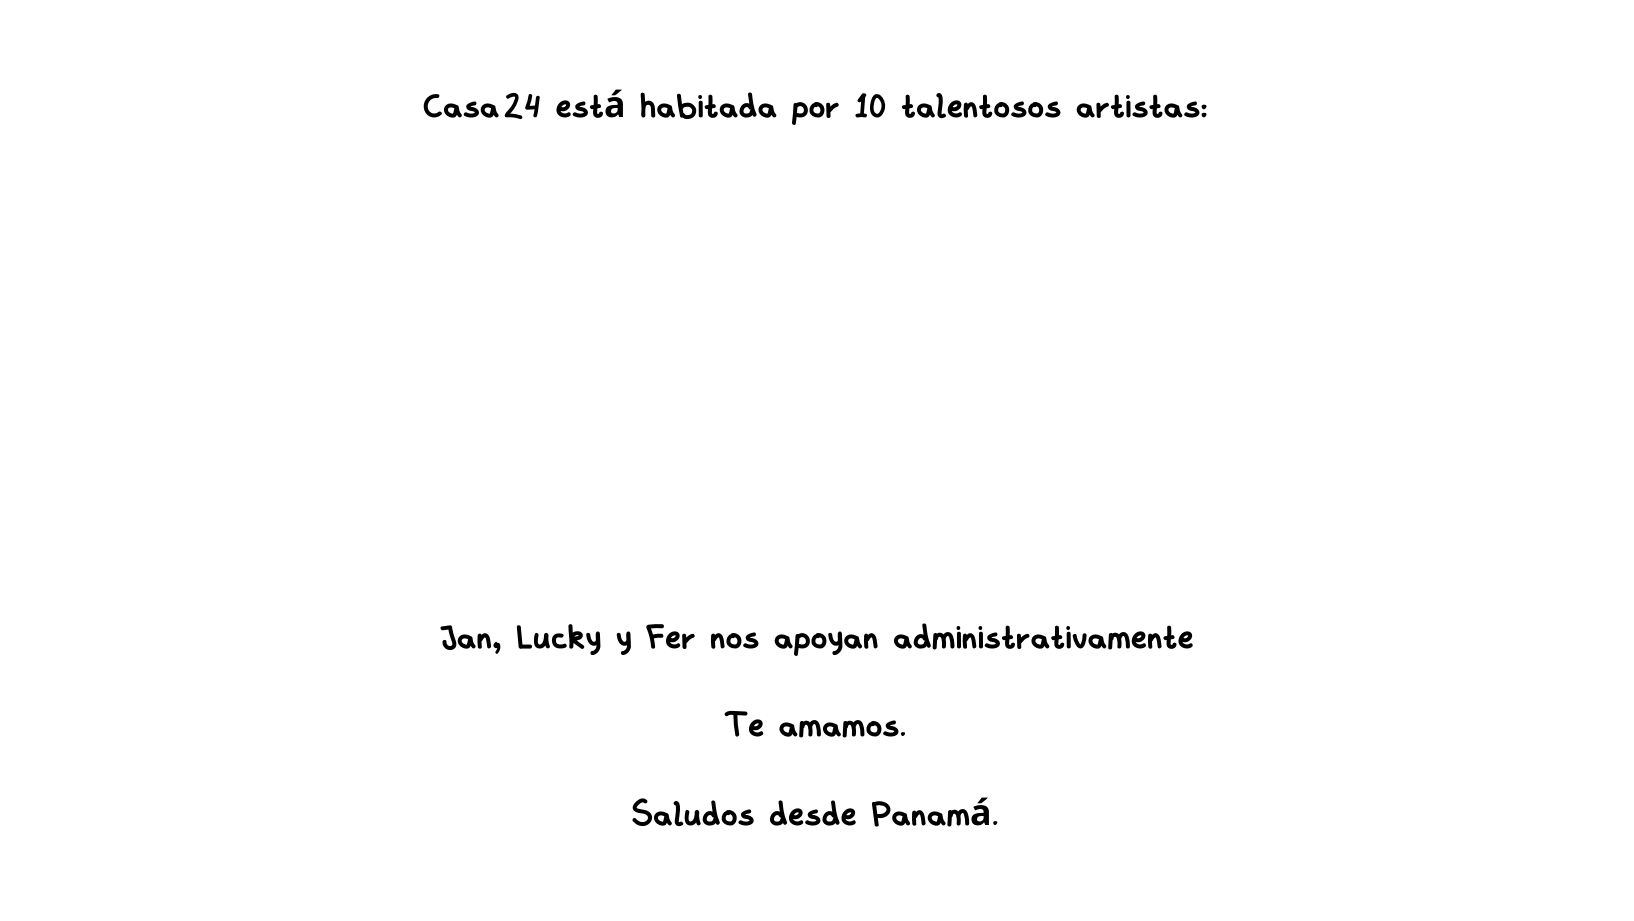 Casa24 está habitada por 10 talentosos artistas:
Jan, Lucky y Fer nos apoyan administrativamente
Te amamos.
Saludos desde Panamá.